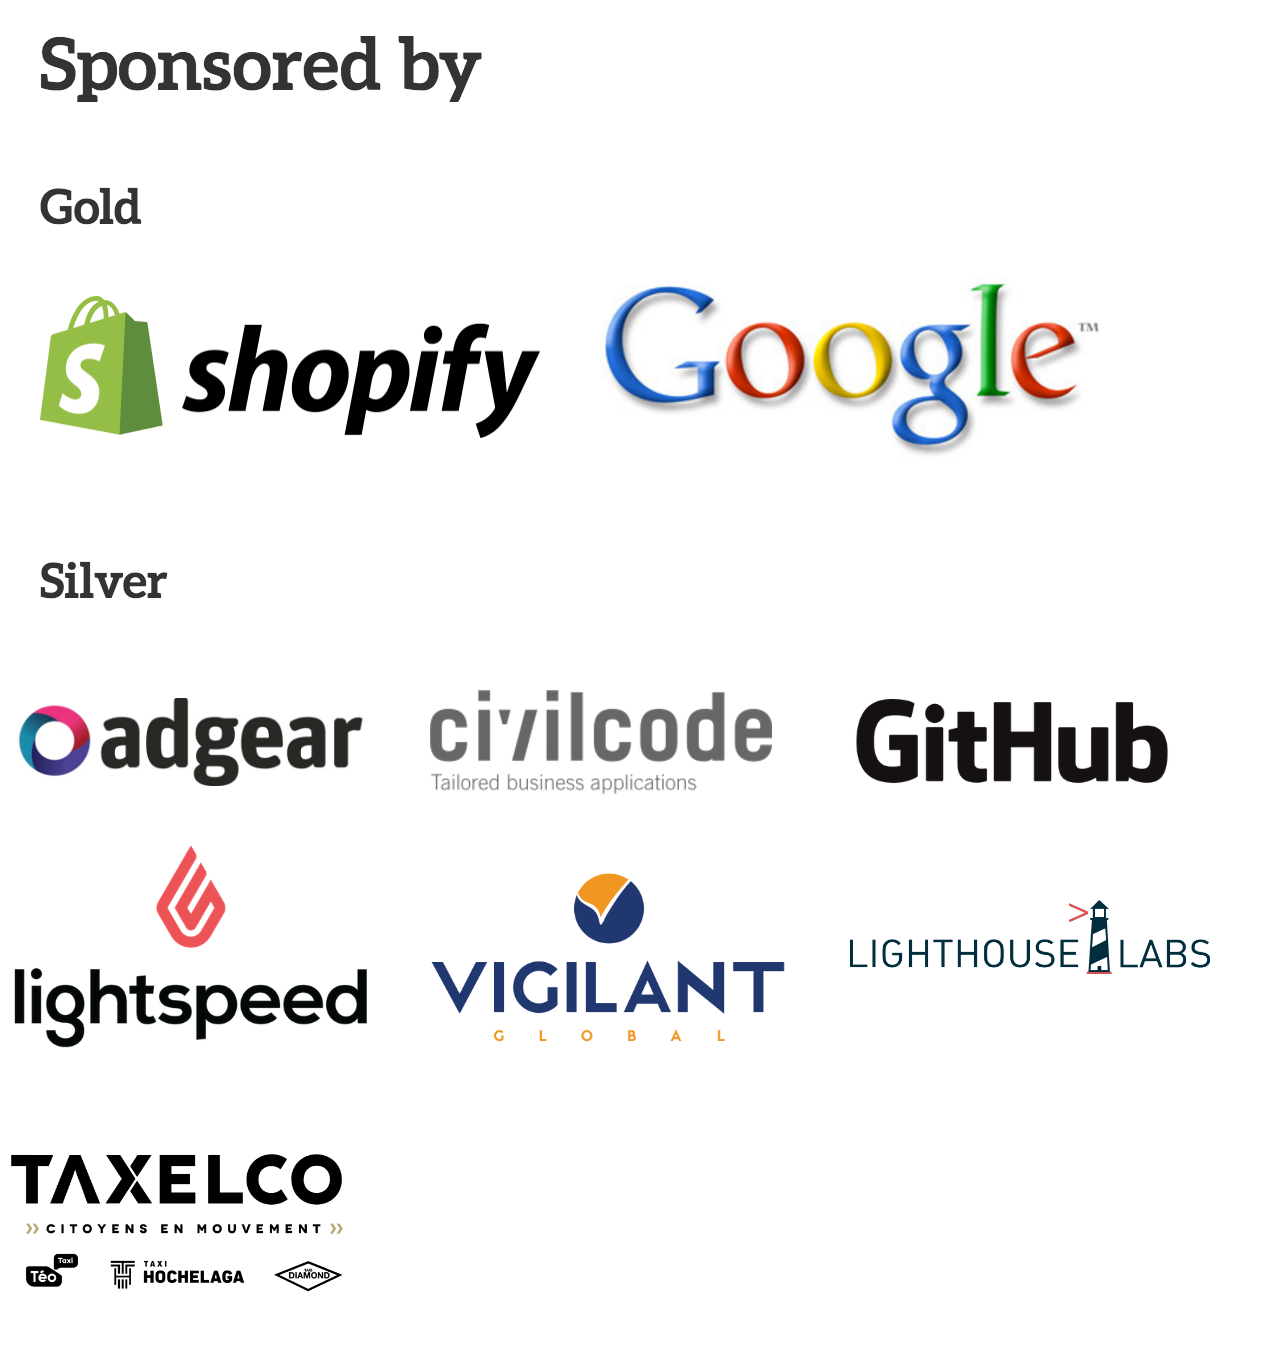 Sponsored by
Gold
S shopify
Google™
Silver
adgear
civilcode
Tailored business applications
GitHub
lightspeed
VIGILANT
GLOBAL
> LIGHTHOUSE LABS
TAXELCO
» CITOYENS EN MOUVEMENT »
Téo Taxi
TAXI
HOCHELAGA
DIAMOND